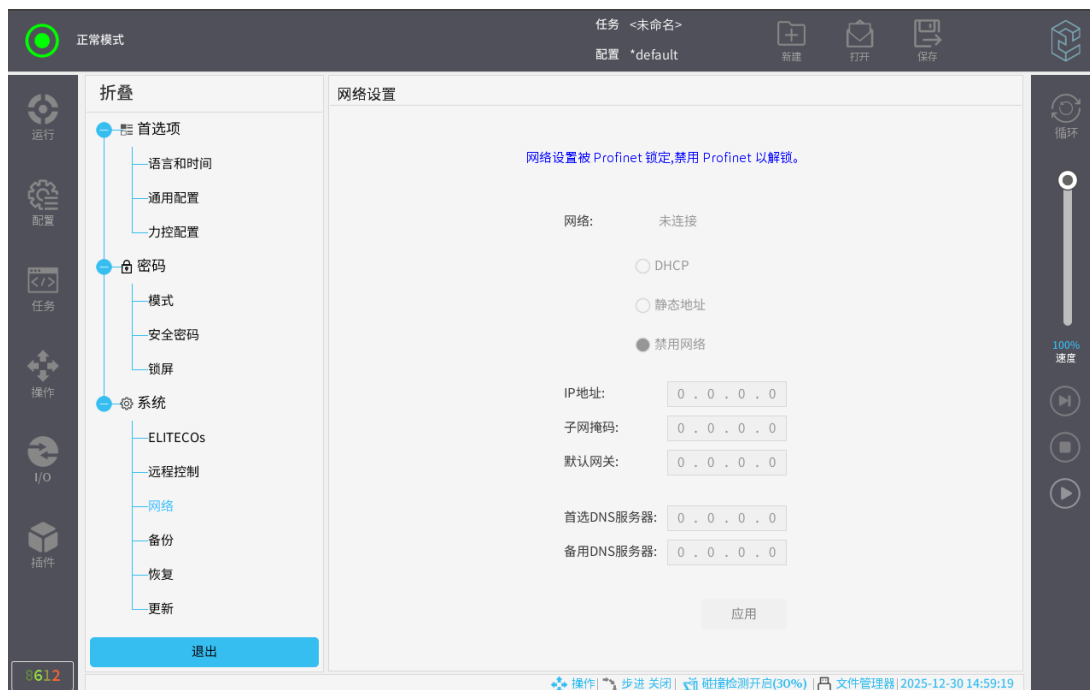 正常模式
任务 <未命名>
配置 *default
新建
打开
保存
运行
配置
任务
操作
I/O
插件
8612
折叠
首选项
语言和时间
通用配置
力控配置
密码
模式
安全密码
锁屏
系统
ELITECOs
远程控制
网络
备份
恢复
更新
退出
网络设置
网络设置被 Profinet 锁定,禁用 Profinet 以解锁。
网络: 未连接
DHCP
静态地址
禁用网络
IP地址: 0 . 0 . 0 . 0
子网掩码: 0 . 0 . 0 . 0
默认网关: 0 . 0 . 0 . 0
首选DNS服务器: 0 . 0 . 0 . 0
备用DNS服务器: 0 . 0 . 0 . 0
应用
循环
100%
速度
操作| 步进 关闭| 碰撞检测开启(30%) | 文件管理器|2025-12-30 14:59:19